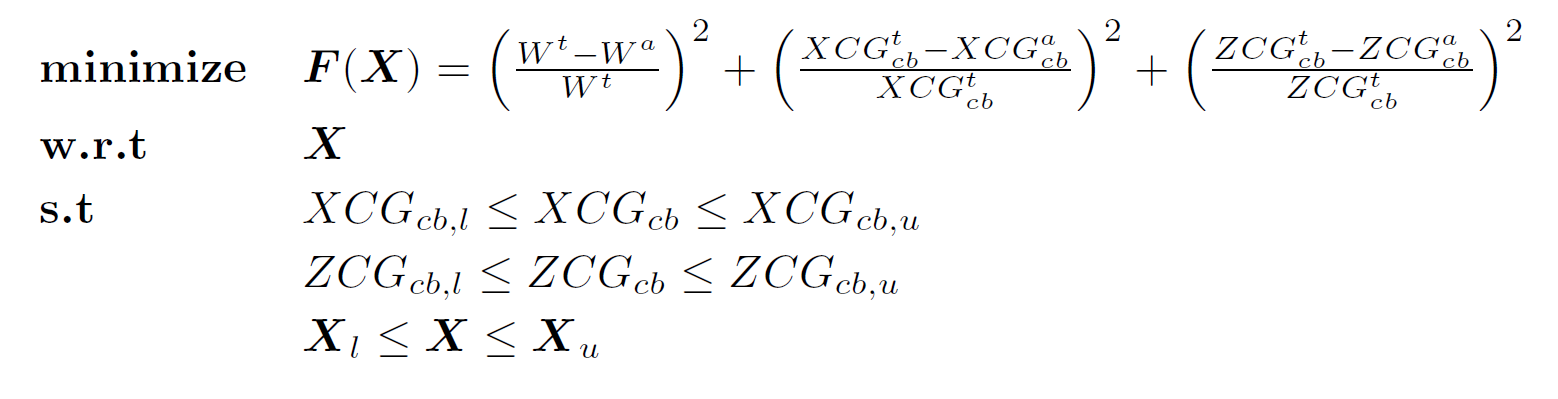 minimize F(X) = ((W^t − W^a) / W^t)^2 + ((XCG^t_cb − XCG^a_cb) / XCG^t_cb)^2 + ((ZCG^t_cb − ZCG^a_cb) / ZCG^t_cb)^2
w.r.t X
s.t XCG_cb,l ≤ XCG_cb ≤ XCG_cb,u
ZCG_cb,l ≤ ZCG_cb ≤ ZCG_cb,u
X_l ≤ X ≤ X_u